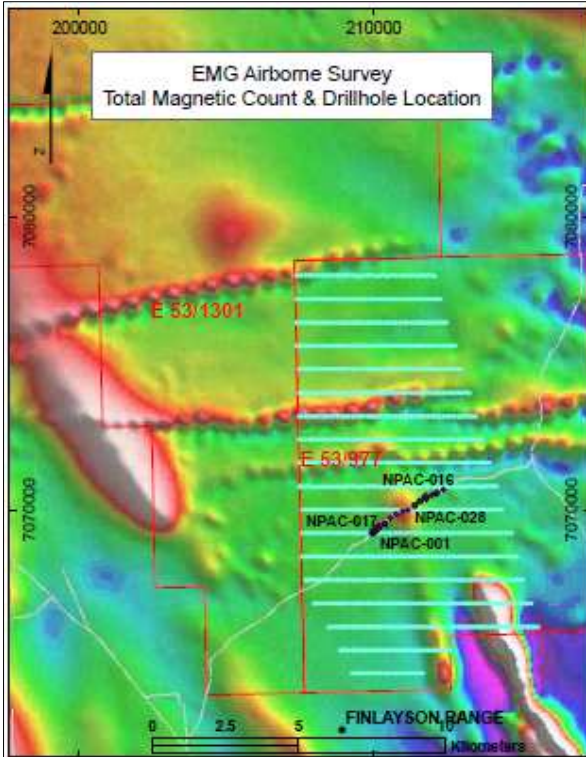 200000
210000
EMG Airborne Survey
Total Magnetic Count & Drillhole Location
z
7080000
7080000
E 53/1301
E 53/977
NPAC-016
7070000
7070000
NPAC-017
NPAC-028
NPAC-001
FINLAYSON RANGE
0
2.5
5
10
Kilometers